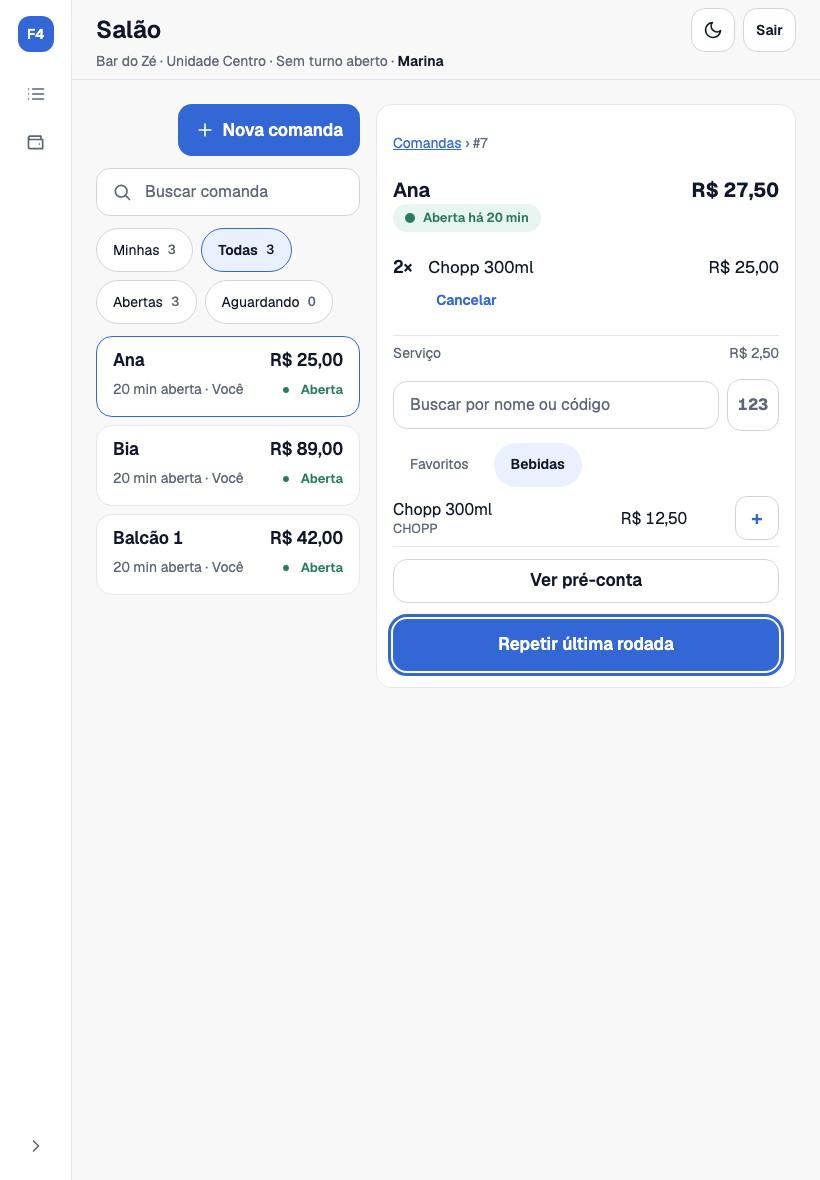 F4
Salão
Bar do Zé · Unidade Centro · Sem turno aberto · Marina
Sair
Nova comanda
Buscar comanda
Minhas 3
Todas 3
Abertas 3
Aguardando 0
Ana R$ 25,00
20 min aberta · Você Aberta
Bia R$ 89,00
20 min aberta · Você Aberta
Balcão 1 R$ 42,00
20 min aberta · Você Aberta
Comandas › #7
Ana R$ 27,50
Aberta há 20 min
2× Chopp 300ml R$ 25,00
Cancelar
Serviço R$ 2,50
Buscar por nome ou código 123
Favoritos Bebidas
Chopp 300ml R$ 12,50 +
CHOPP
Ver pré-conta
Repetir última rodada